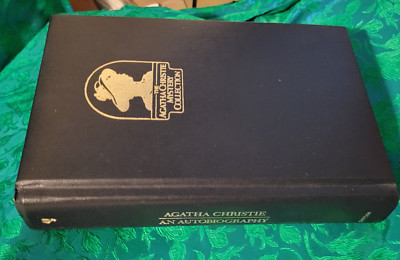 THE
AGATHA CHRISTIE
MYSTERY
COLLECTION
AGATHA CHRISTIE
AN AUTOBIOGRAPHY